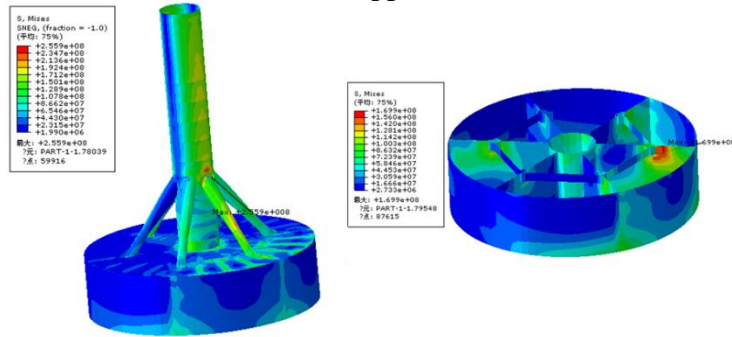 S, Mises
SNEG, (fraction = -1.0)
(平均: 75%)
+2.559e+08
+2.347e+08
+2.136e+08
+1.924e+08
+1.712e+08
+1.501e+08
+1.289e+08
+1.078e+08
+8.662e+07
+6.546e+07
+4.430e+07
+2.315e+07
+1.990e+06
最大: +2.559e+08
?元: PART-1-1.78039
?点: 59916
Max: +2.559e+008
S, Mises
(平均: 75%)
+1.699e+08
+1.560e+08
+1.420e+08
+1.281e+08
+1.142e+08
+1.003e+08
+8.632e+07
+7.239e+07
+5.846e+07
+4.453e+07
+3.059e+07
+1.666e+07
+2.733e+06
最大: +1.699e+08
?元: PART-1-1.79548
?点: 87615